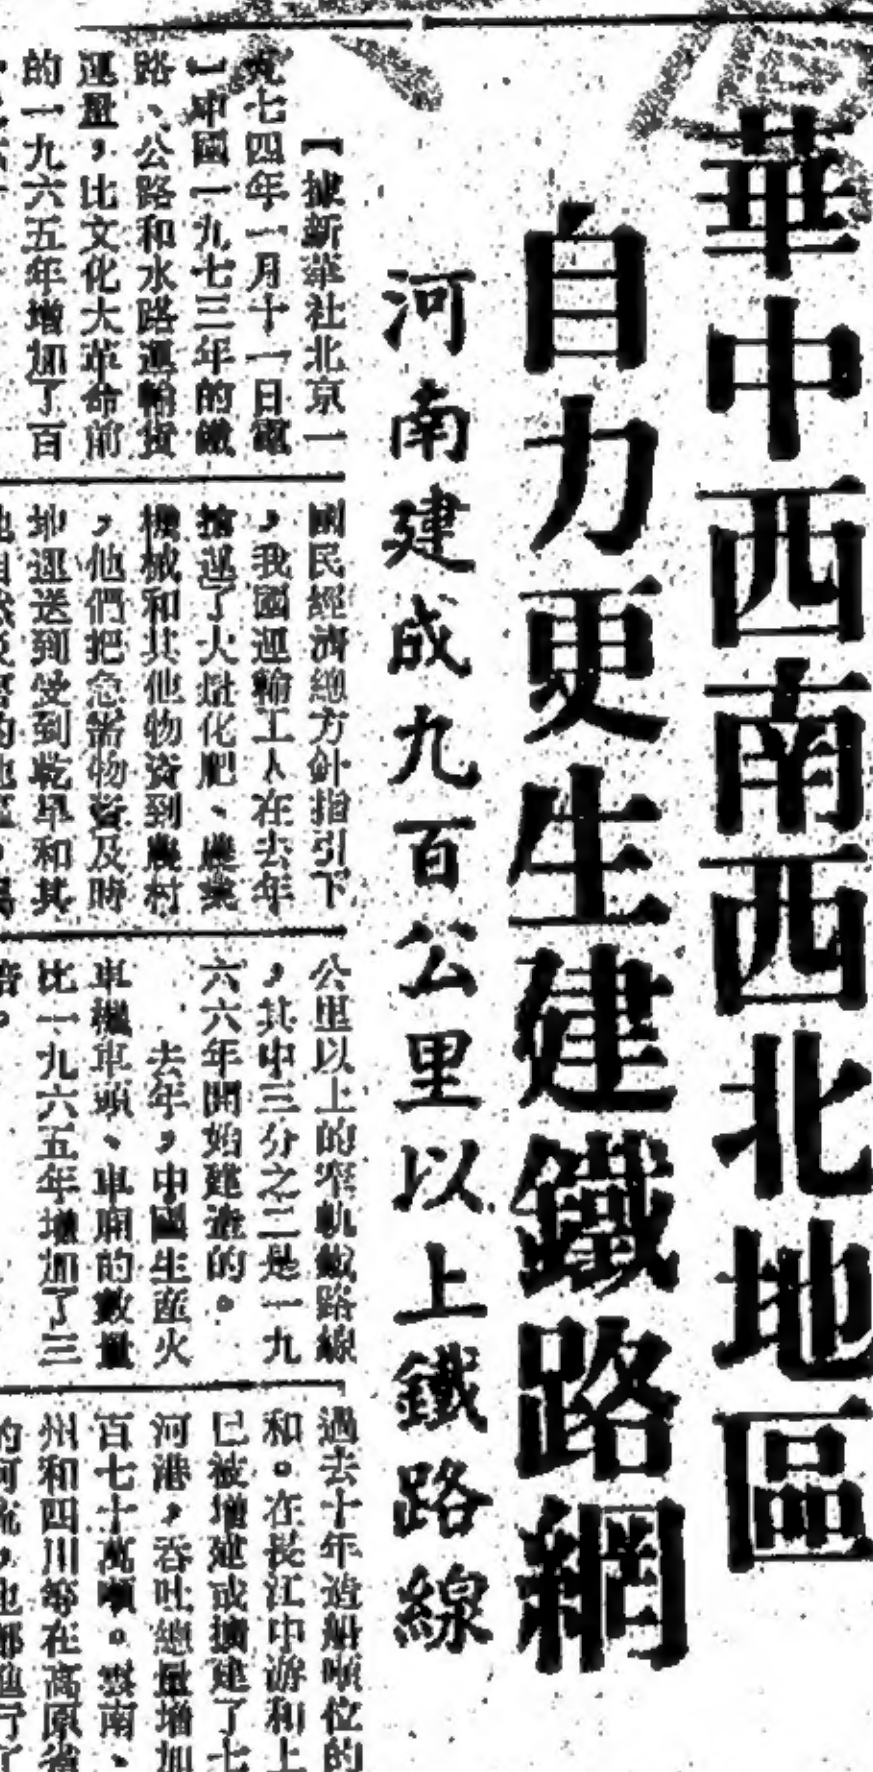 華中西南西北地區
自力更生建鐵路網
河南建成九百公里以上鐵路線
【據新華社北京一
九七四年一月十一日電
】中國一九七三年的鐵
路、公路和水路運輸貨
運量，比文化大革命前
的一九六五年增加了百
國民經濟總方針指引下
，我國運輸工人在去年
搶運了大批化肥、農業
機械和其他物資到農村
，他們把急需物資及時
地運送到受到乾旱和其
公里以上的窄軌鐵路線
，其中三分之二是一九
六六年開始建造的。
去年，中國生產火
車機車頭、車廂的數量
比一九六五年增加了三
倍。
過去十年造船噸位的
和。在長江中游和上
已被增建或擴建了七
河港，吞吐總量增加
百七十萬噸。雲南、
州和四川等在高原省
的河流，也都進行了